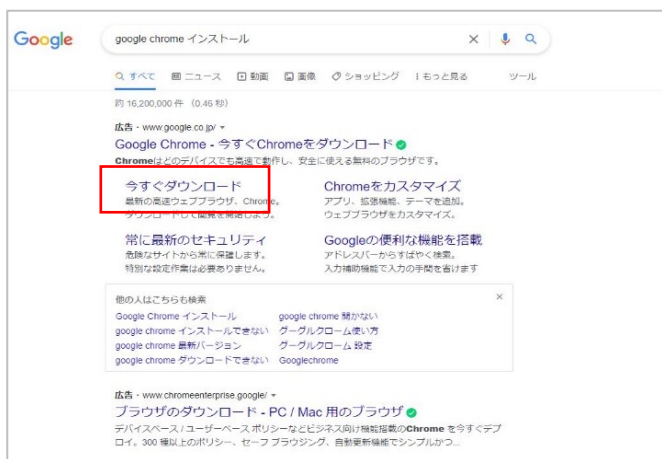 Google
google chrome インストール
すべて ニュース 動画 画像 ショッピング もっと見る ツール
約 16,200,000 件 (0.46 秒)
広告・www.google.co.jp/
Google Chrome - 今すぐChromeをダウンロード
Chromeはどのデバイスでも高速で動作し、安全に使える無料のブラウザです。
今すぐダウンロード
最新の高速ウェブブラウザ、Chrome。
ダウンロードして閲覧を開始しよう。
Chromeをカスタマイズ
アプリ、拡張機能、テーマを追加。
ウェブブラウザをカスタマイズ。
常に最新のセキュリティ
危険なサイトから常に保護します。
特別な設定作業は必要ありません。
Googleの便利な機能を搭載
アドレスバーからすばやく検索。
入力補助機能で入力の手間を省けます
他の人はこちらも検索
Google Chrome インストール
google chrome インストールできない
google chrome 最新バージョン
google chrome ダウンロードできない
google chrome 開かない
グーグルクローム使い方
グーグルクローム 設定
Googlechrome
広告・www.chromeenterprise.google/
ブラウザのダウンロード - PC / Mac 用のブラウザ
デバイスベース / ユーザーベース ポリシーなどビジネス向け機能搭載のChrome を今すぐデプ
ロイ。300 種以上のポリシー、セーフ ブラウジング、自動更新機能でシンプルかつ...